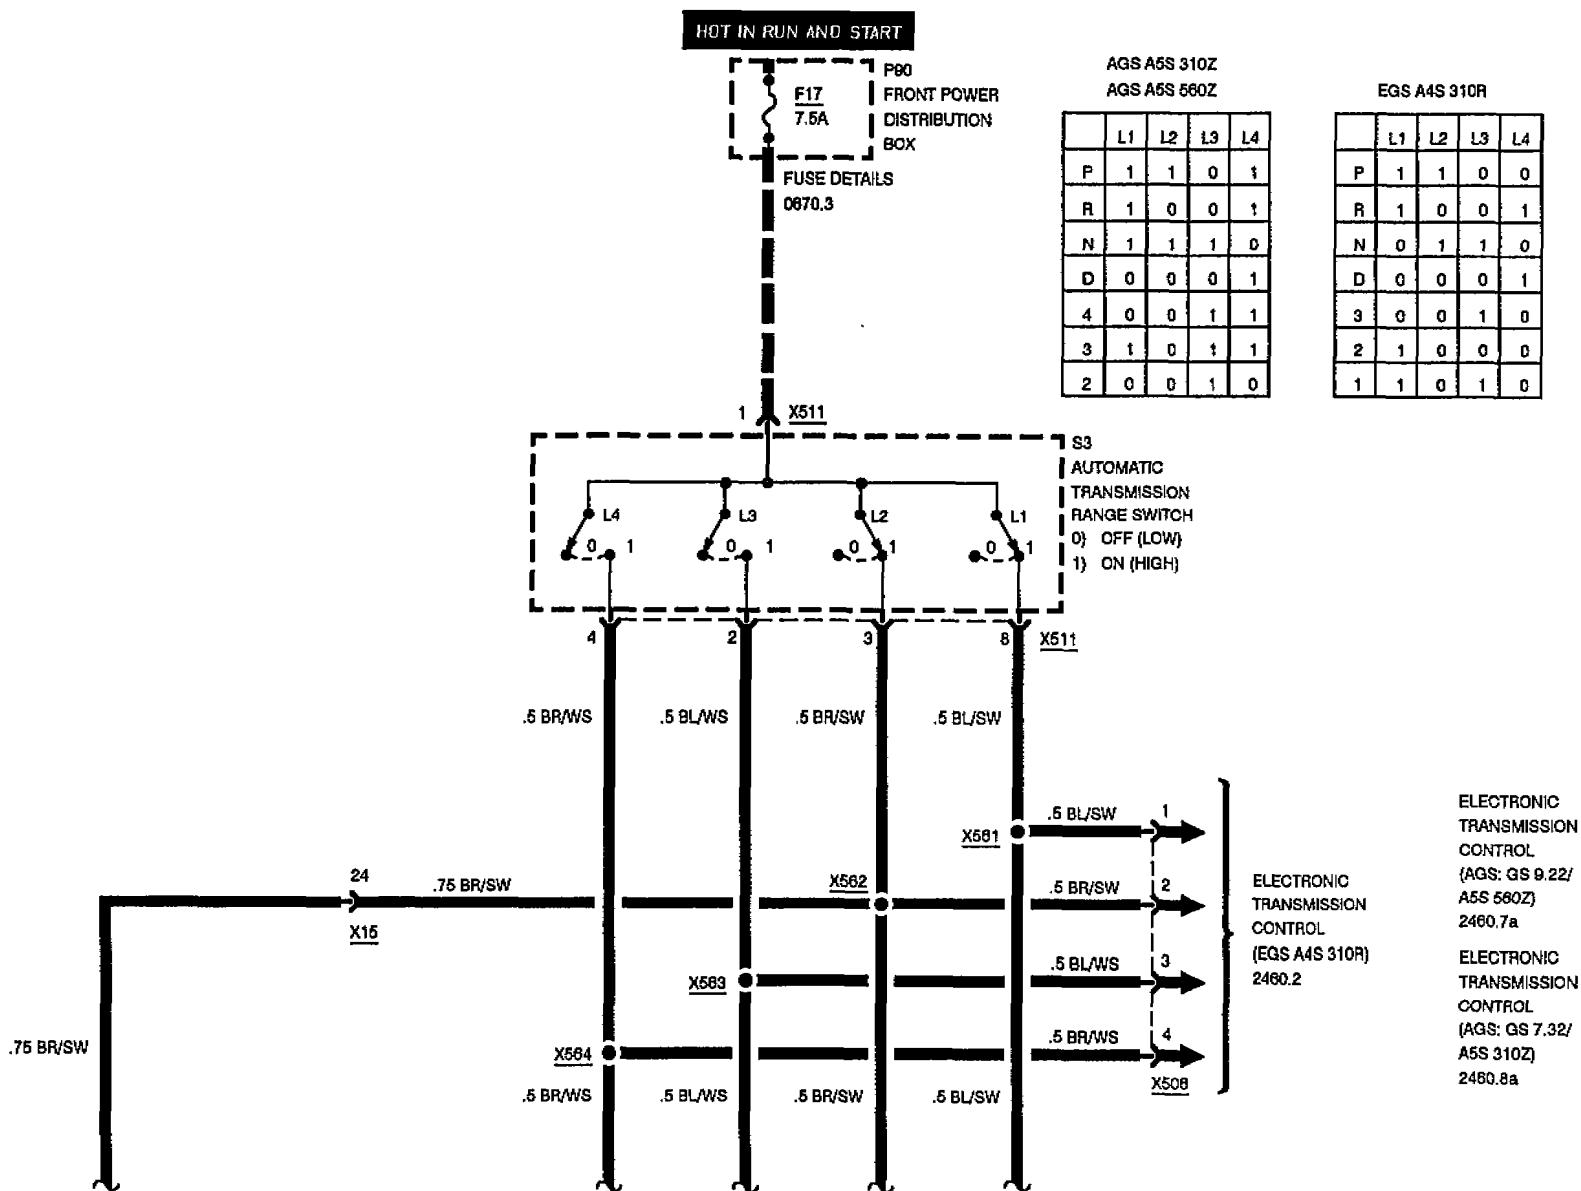 HOT IN RUN AND START
P90
FRONT POWER
DISTRIBUTION
BOX
F17
7.5A
FUSE DETAILS
0670.3
AGS A5S 310Z
AGS A5S 560Z
L1 L2 L3 L4
P 1 1 0 1
R 1 0 0 1
N 1 1 1 0
D 0 0 0 1
4 0 0 1 1
3 1 0 1 1
2 0 0 1 0
EGS A4S 310R
L1 L2 L3 L4
P 1 1 0 0
R 1 0 0 1
N 0 1 1 0
D 0 0 0 1
3 0 0 1 0
2 1 0 0 0
1 1 0 1 0
1 X511
S3
AUTOMATIC
TRANSMISSION
RANGE SWITCH
0) OFF (LOW)
1) ON (HIGH)
L4 L3 L2 L1
0 1 0 1 0 1 0 1
4 2 3 8 X511
.5 BR/WS .5 BL/WS .5 BR/SW .5 BL/SW
X561 .5 BL/SW 1
24 .75 BR/SW X562 .5 BR/SW 2
X15
X563 .5 BL/WS 3
.75 BR/SW
X564 .5 BR/WS 4
X508
.5 BR/WS .5 BL/WS .5 BR/SW .5 BL/SW
ELECTRONIC
TRANSMISSION
CONTROL
(EGS A4S 310R)
2460.2
ELECTRONIC
TRANSMISSION
CONTROL
(AGS: GS 9.22/
A5S 560Z)
2460.7a
ELECTRONIC
TRANSMISSION
CONTROL
(AGS: GS 7.32/
A5S 310Z)
2460.8a